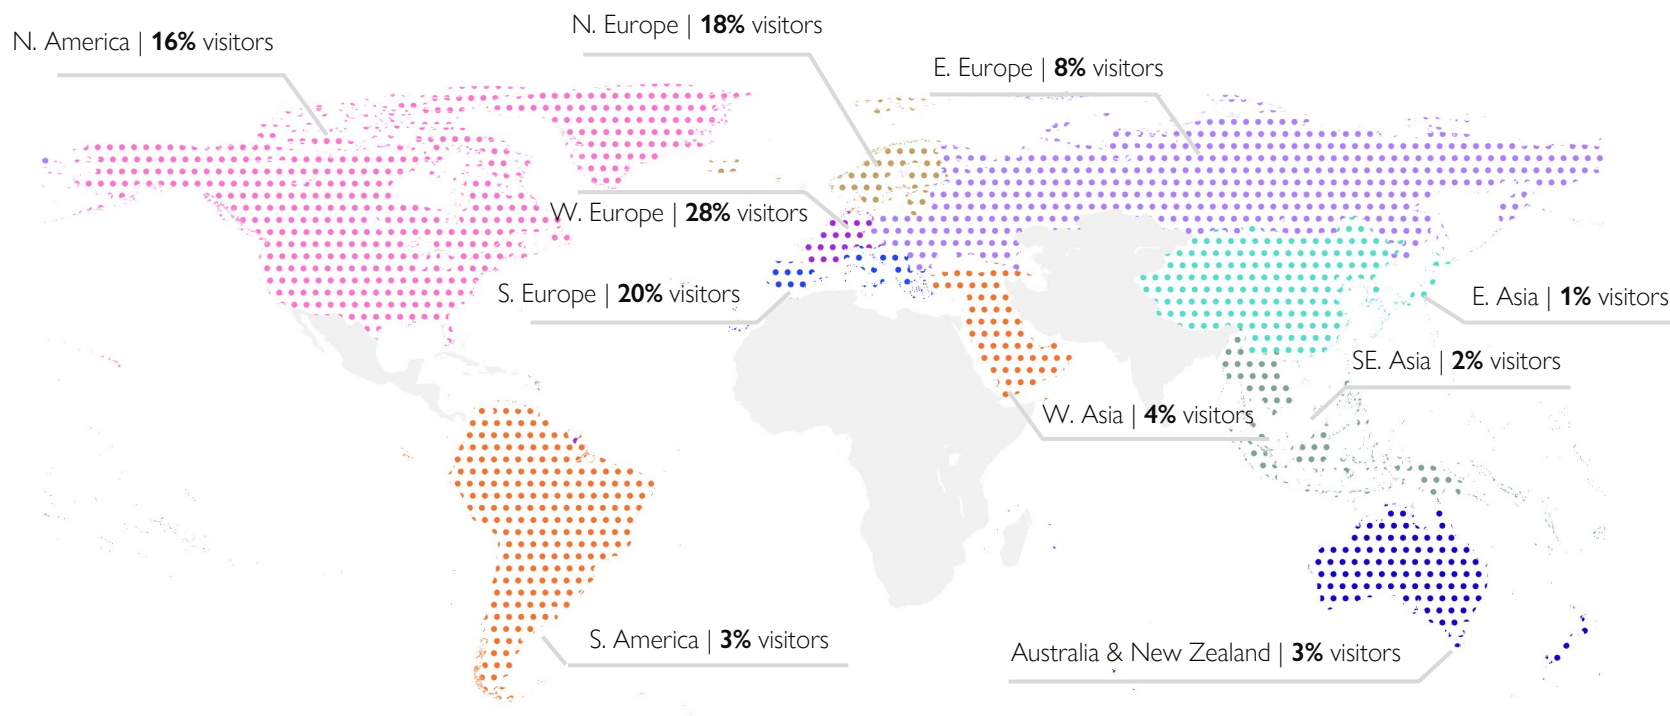 N. Europe | 18% visitors
N. America | 16% visitors
E. Europe | 8% visitors
W. Europe | 28% visitors
S. Europe | 20% visitors
E. Asia | 1% visitors
SE. Asia | 2% visitors
W. Asia | 4% visitors
S. America | 3% visitors
Australia & New Zealand | 3% visitors